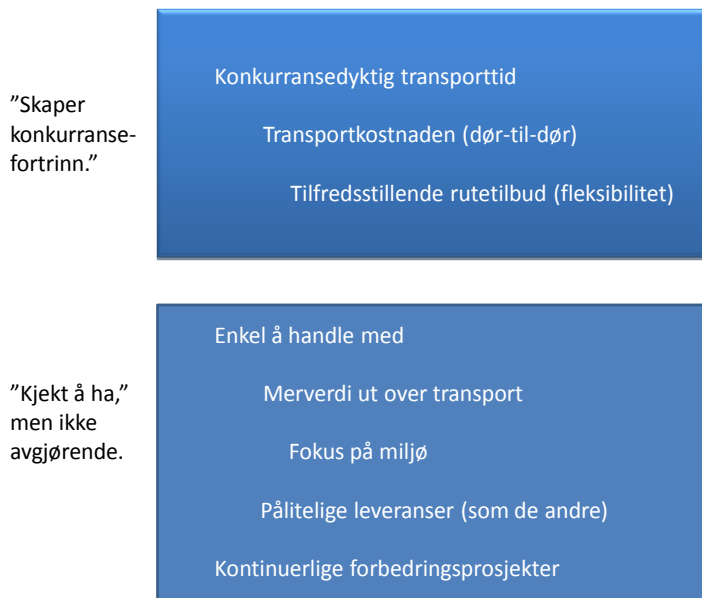 ”Skaper
konkurranse-
fortrinn.”
Konkurransedyktig transporttid
Transportkostnaden (dør-til-dør)
Tilfredsstillende rutetilbud (fleksibilitet)
”Kjekt å ha,”
men ikke
avgjørende.
Enkel å handle med
Merverdi ut over transport
Fokus på miljø
Pålitelige leveranser (som de andre)
Kontinuerlige forbedringsprosjekter